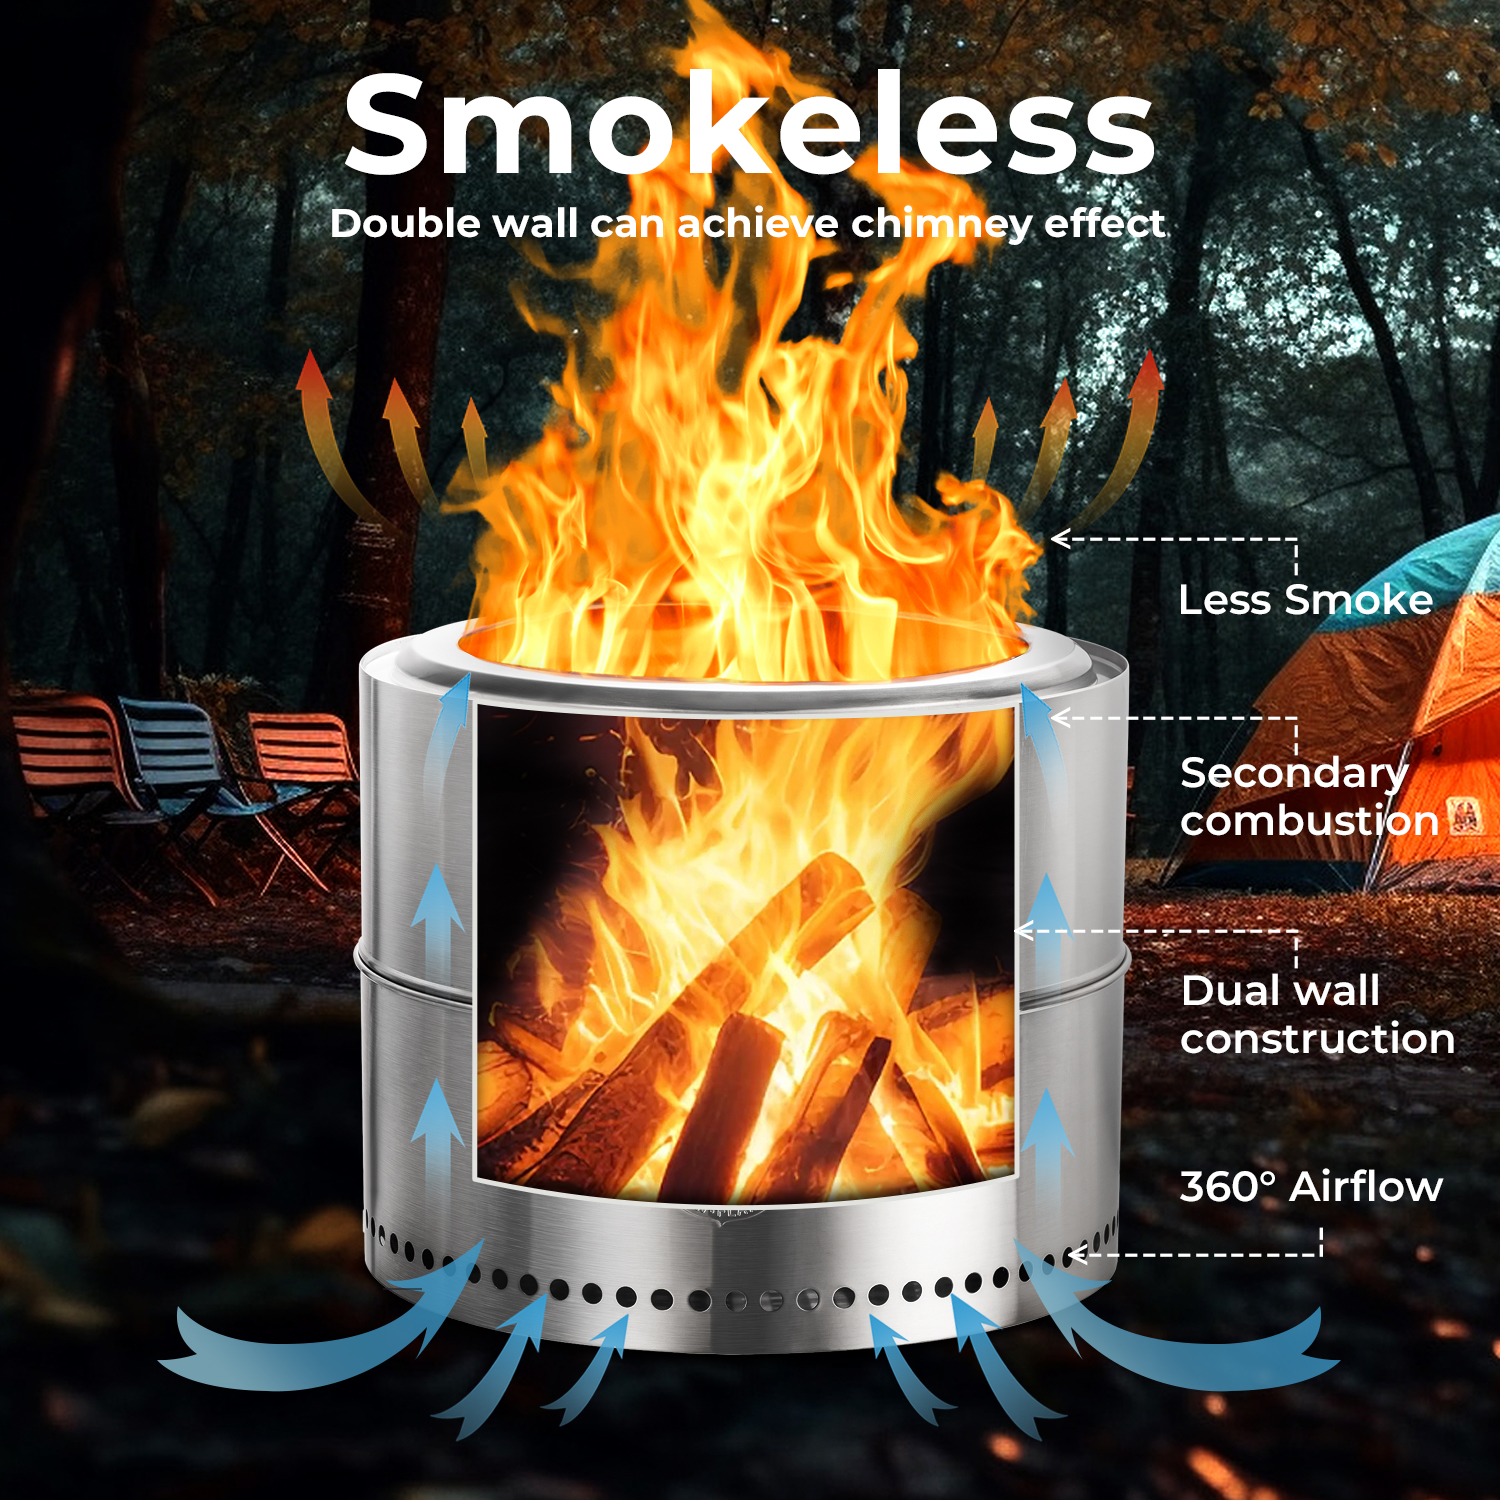 Smokeless
Double wall can achieve chimney effect
Less Smoke
Secondary
combustion
Dual wall
construction
360° Airflow